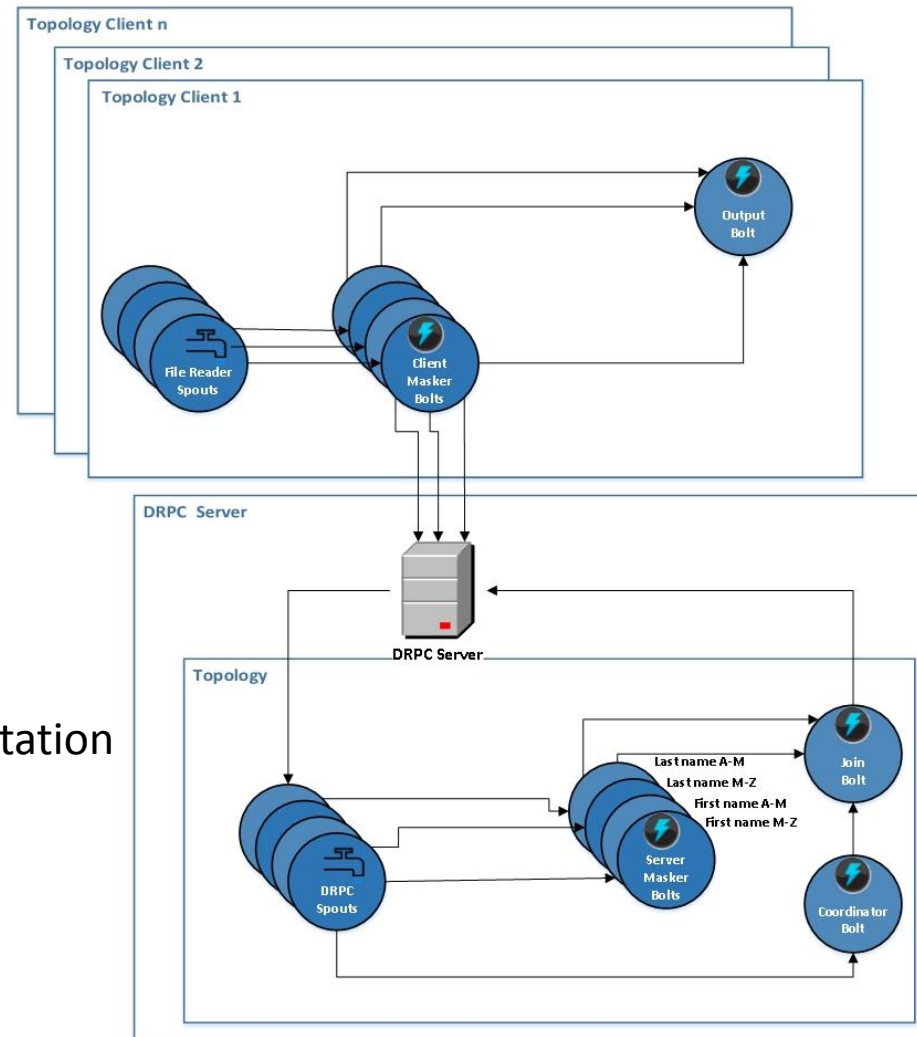 Topology Client n
Topology Client 2
Topology Client 1
Output
Bolt
File Reader
Spouts
Client
Masker
Bolts
DRPC Server
DRPC Server
Topology
Last name A-M
Last name M-Z
First name A-M
First name M-Z
Join
Bolt
DRPC
Spouts
Server
Masker
Bolts
Coordinator
Bolt
tation